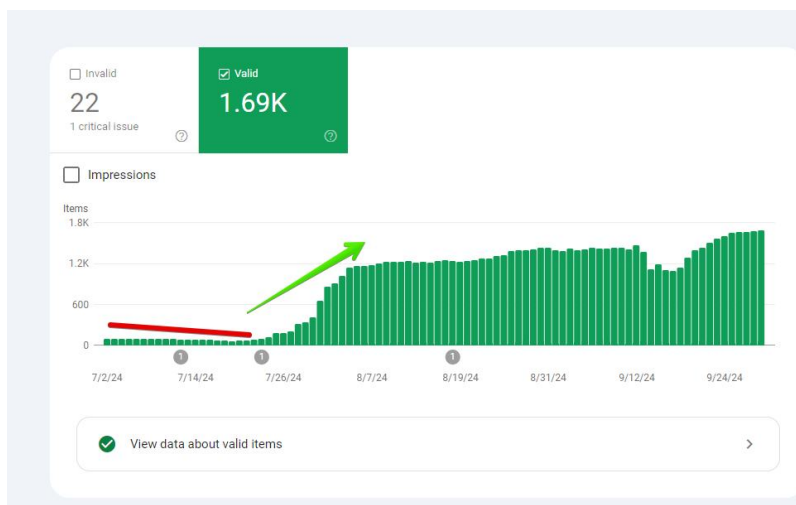 Invalid
22
1 critical issue
Valid
1.69K
Impressions
Items
1.8K
1.2K
600
0
1 1 1
7/2/24 7/14/24 7/26/24 8/7/24 8/19/24 8/31/24 9/12/24 9/24/24
View data about valid items